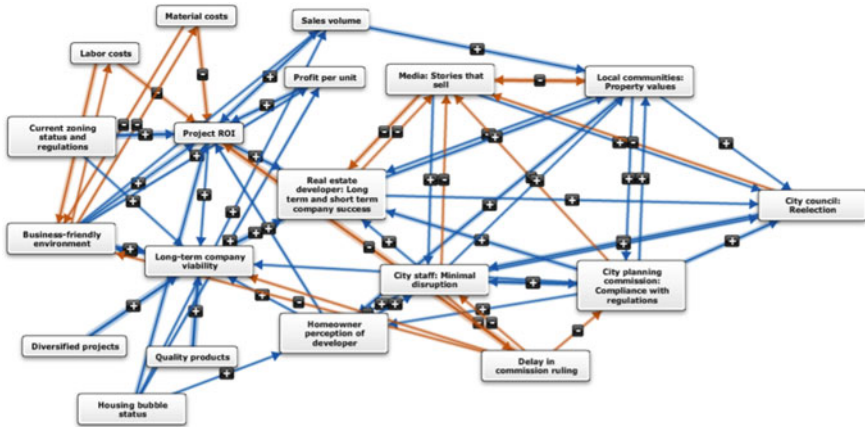 Material costs
Sales volume
Labor costs
Profit per unit
Media: Stories that
sell
Local communities:
Property values
Current zoning
status and
regulations
Project ROI
Real estate
developer: Long
term and short term
company success
City council:
Reelection
Business-friendly
environment
Long-term company
viability
City staff: Minimal
disruption
City planning
commission:
Compliance with
regulations
Diversified projects
Quality products
Homeowner
perception of
developer
Delay in
commission ruling
Housing bubble
status